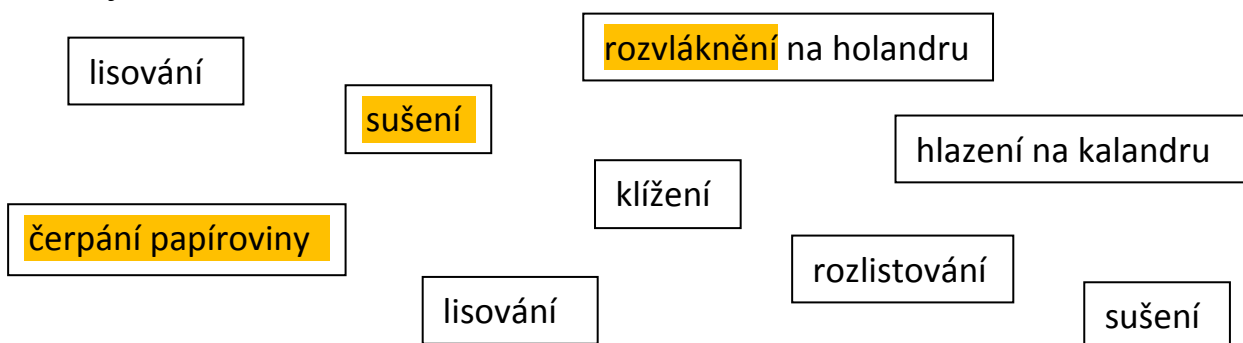 rozvláknění na holandru
lisování
sušení
hlazení na kalandru
klížení
čerpání papíroviny
rozlistování
lisování
sušení